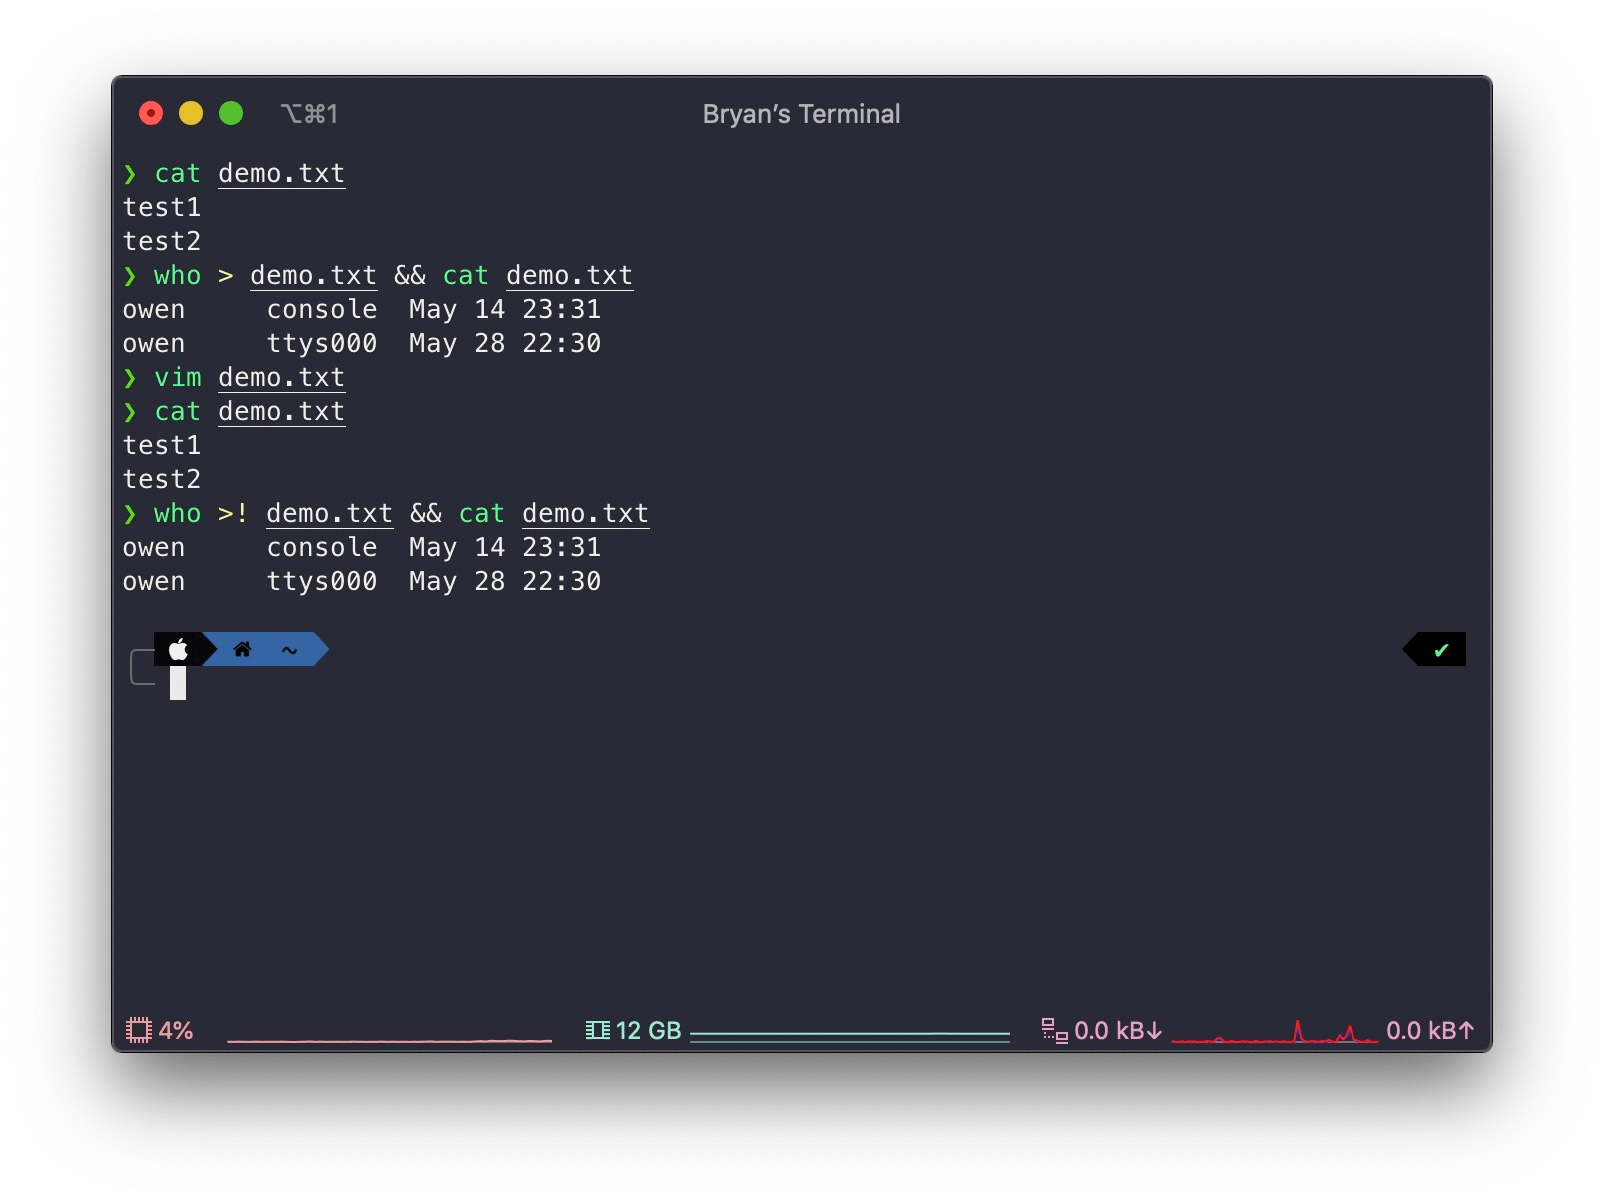 ⌥⌘1 Bryan’s Terminal
❯ cat demo.txt
test1
test2
❯ who > demo.txt && cat demo.txt
owen     console  May 14 23:31
owen     ttys000  May 28 22:30
❯ vim demo.txt
❯ cat demo.txt
test1
test2
❯ who >! demo.txt && cat demo.txt
owen     console  May 14 23:31
owen     ttys000  May 28 22:30
~ ✔
4% 12 GB 0.0 kB↓ 0.0 kB↑